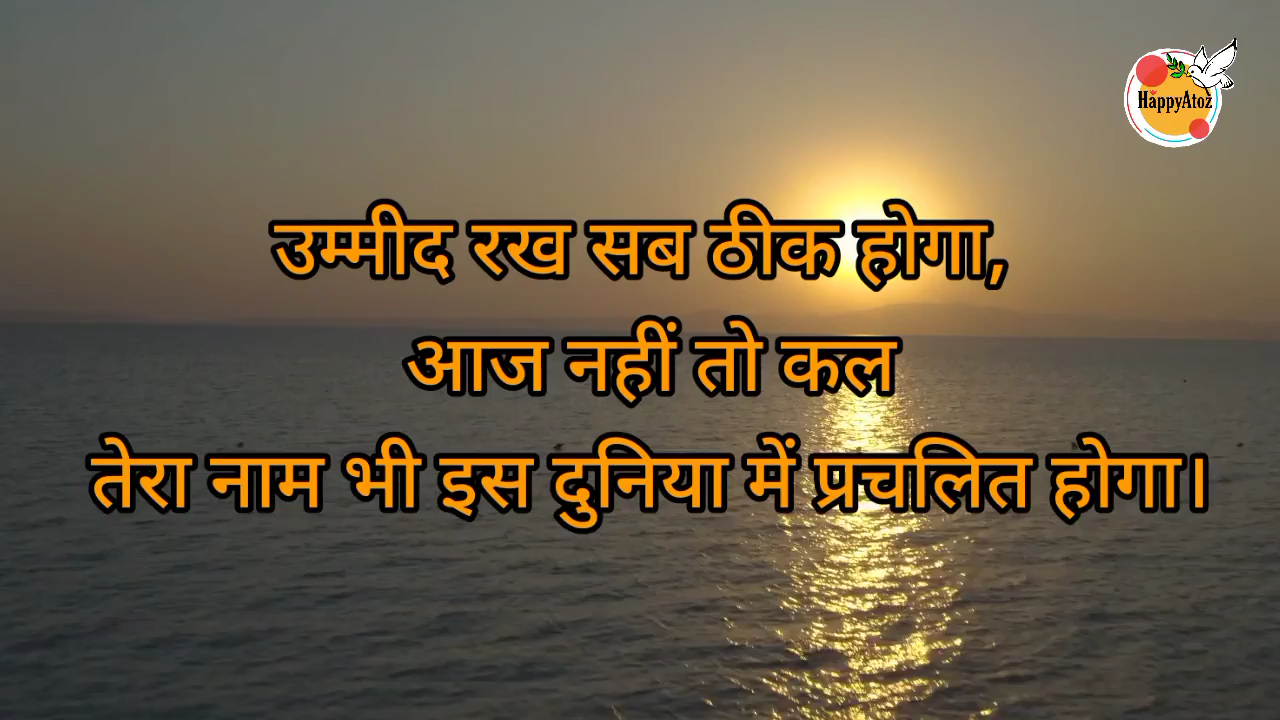 HappyAtoz
उम्मीद रख सब ठीक होगा,
आज नहीं तो कल
तेरा नाम भी इस दुनिया में प्रचलित होगा।